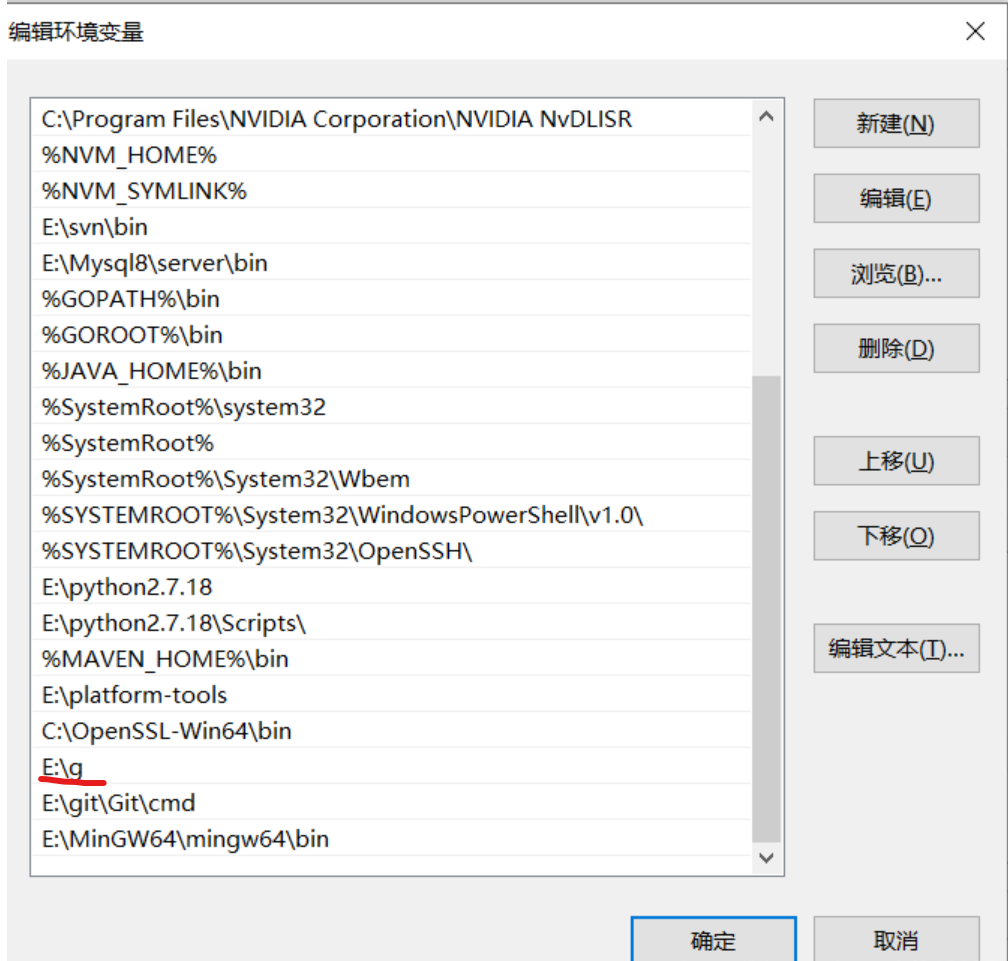 编辑环境变量
C:\Program Files\NVIDIA Corporation\NVIDIA NvDLISR
%NVM_HOME%
%NVM_SYMLINK%
E:\svn\bin
E:\Mysql8\server\bin
%GOPATH%\bin
%GOROOT%\bin
%JAVA_HOME%\bin
%SystemRoot%\system32
%SystemRoot%
%SystemRoot%\System32\Wbem
%SYSTEMROOT%\System32\WindowsPowerShell\v1.0\
%SYSTEMROOT%\System32\OpenSSH\
E:\python2.7.18
E:\python2.7.18\Scripts\
%MAVEN_HOME%\bin
E:\platform-tools
C:\OpenSSL-Win64\bin
E:\g
E:\git\Git\cmd
E:\MinGW64\mingw64\bin
新建(N)
编辑(E)
浏览(B)...
删除(D)
上移(U)
下移(O)
编辑文本(T)...
确定
取消